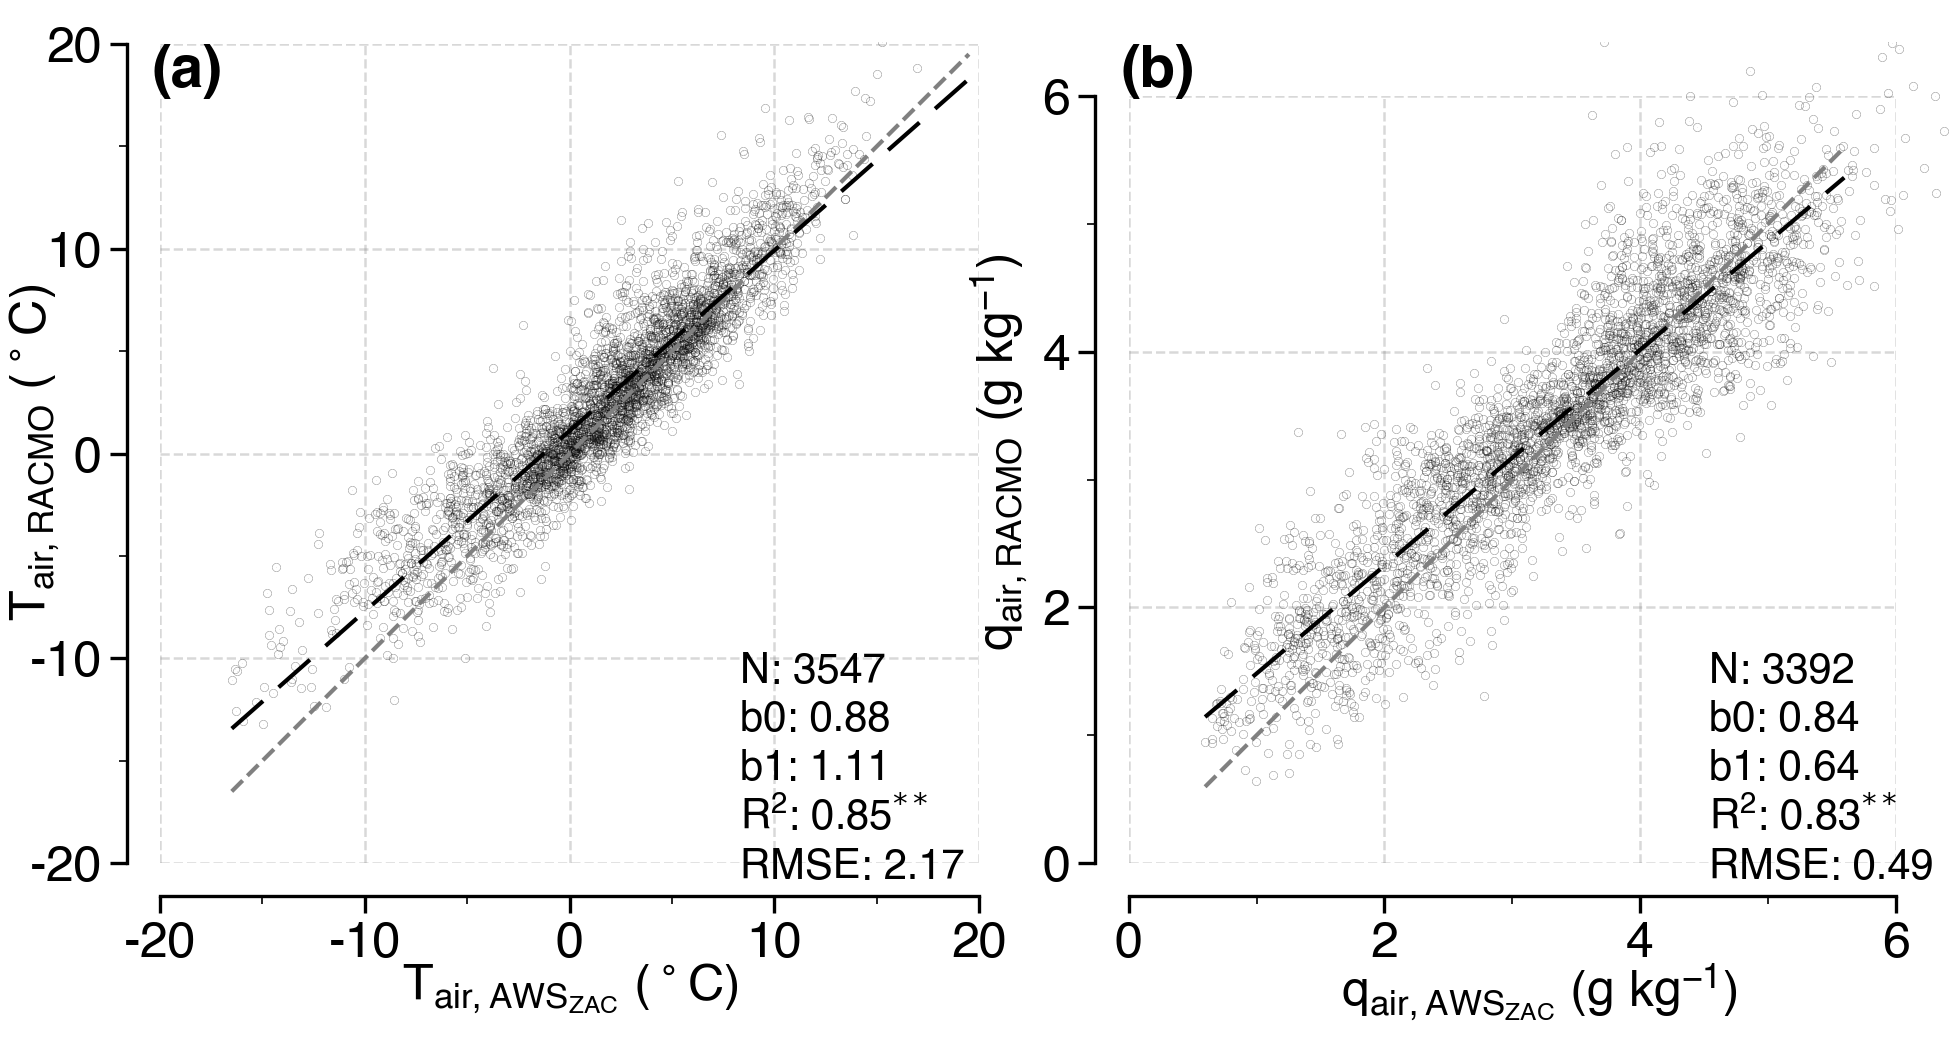 (a)
20
10
0
-10
-20
T_air, RACMO (°C)
N: 3547
b0: 0.88
b1: 1.11
R²: 0.85**
RMSE: 2.17
-20 -10 0 10 20
T_air, AWS_ZAC (°C)
(b)
6
4
2
0
q_air, RACMO (g kg⁻¹)
N: 3392
b0: 0.84
b1: 0.64
R²: 0.83**
RMSE: 0.49
0 2 4 6
q_air, AWS_ZAC (g kg⁻¹)